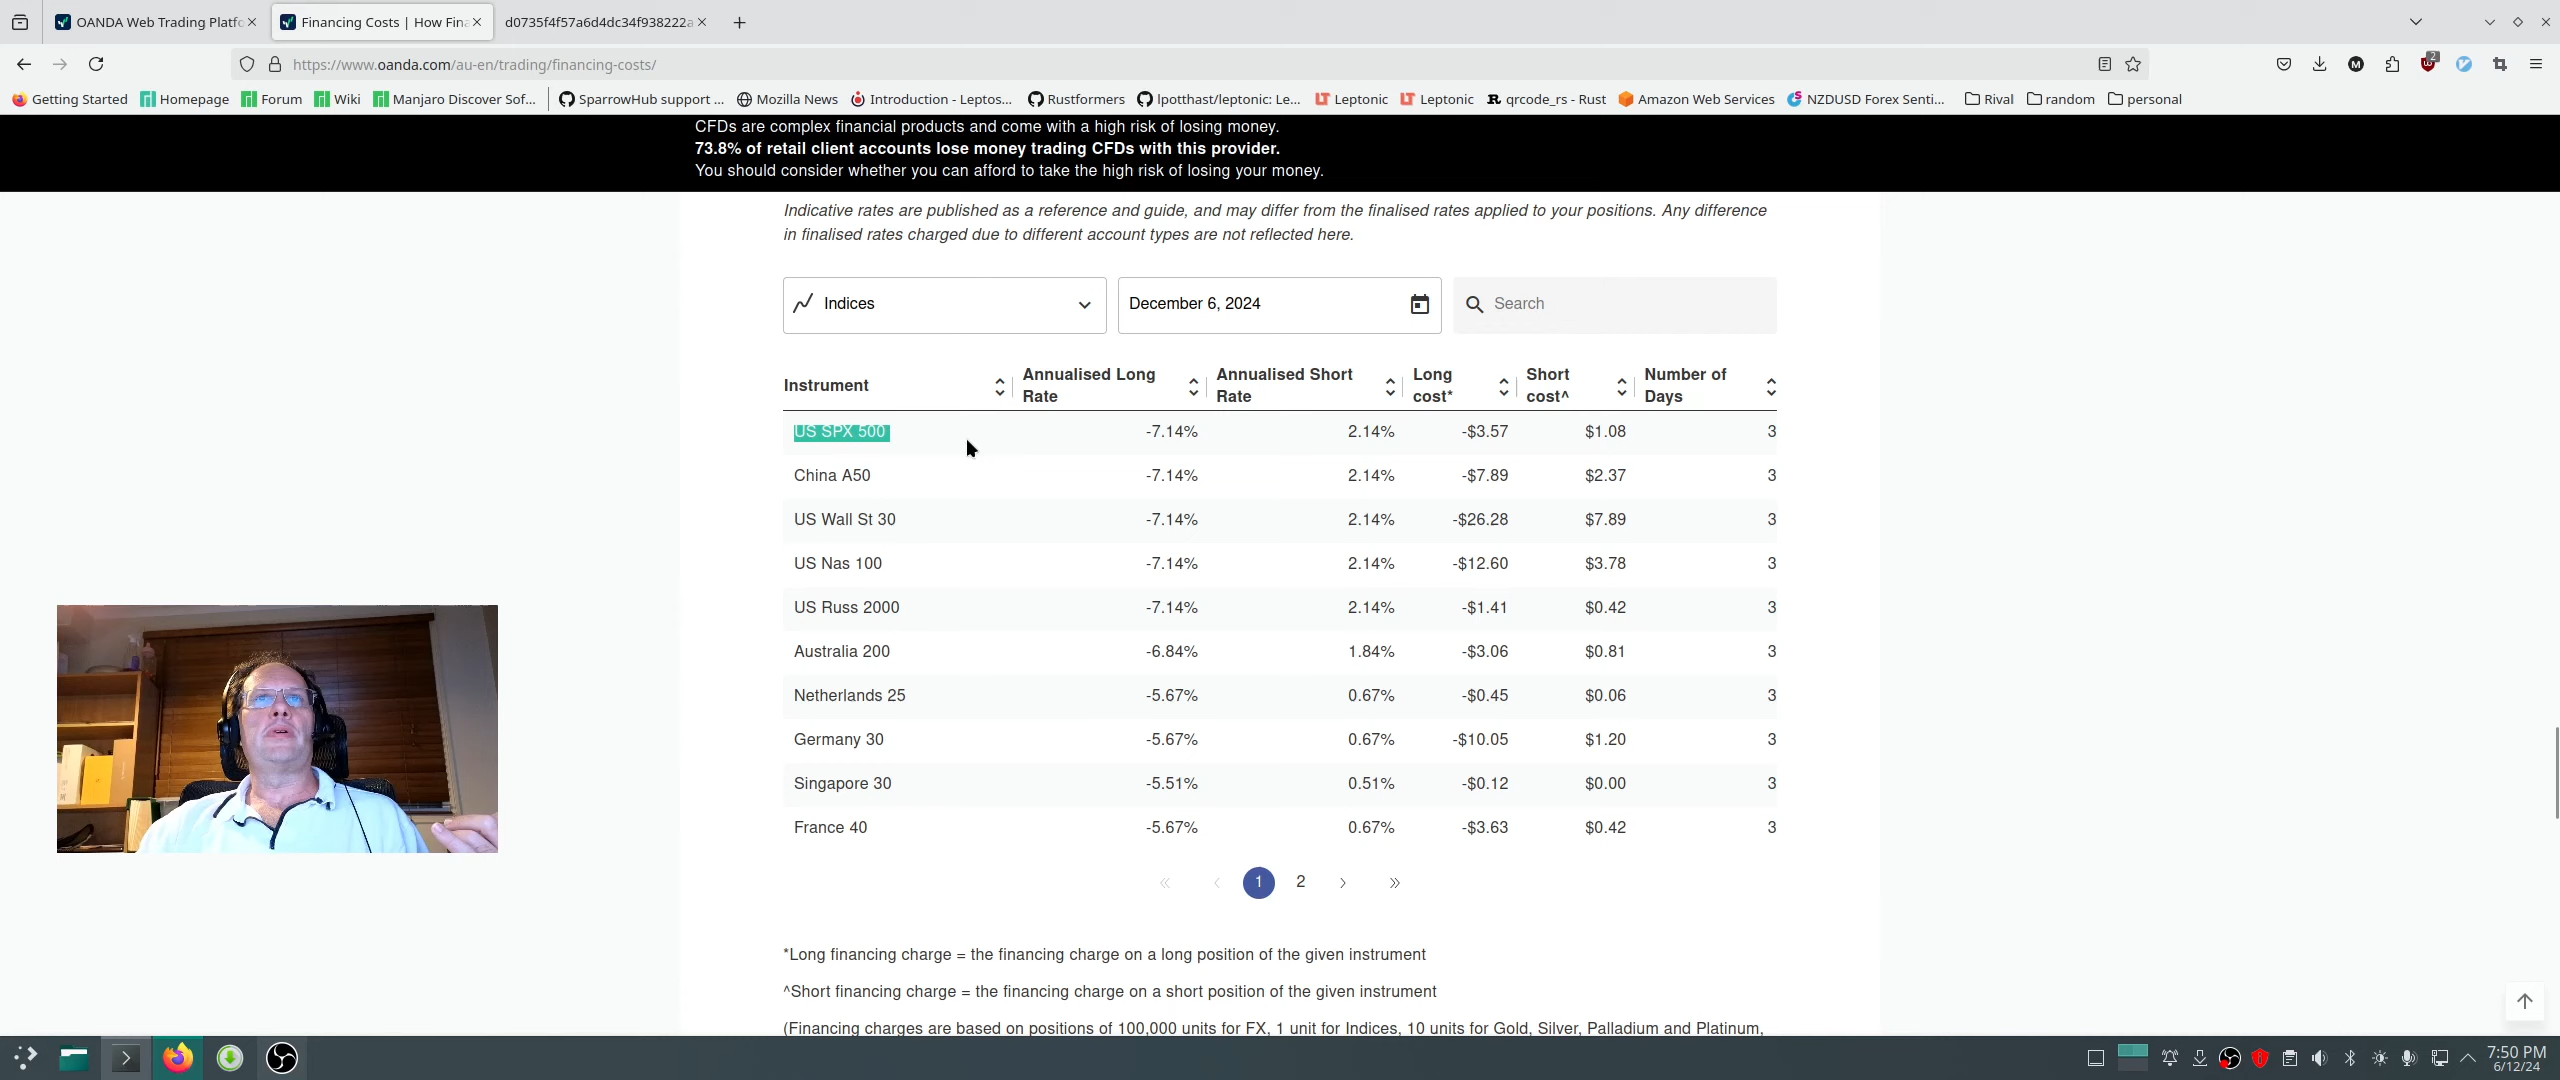 OANDA Web Trading Platfo
Financing Costs | How Fin
d0735f4f57a6d4dc34f938222a
https://www.oanda.com/au-en/trading/financing-costs/
2
Getting Started
Homepage
Forum
Wiki
Manjaro Discover Sof...
SparrowHub support ...
Mozilla News
Introduction - Leptos...
Rustformers
lpotthast/leptonic: Le...
Leptonic
Leptonic
qrcode_rs - Rust
Amazon Web Services
NZDUSD Forex Senti...
Rival
random
personal
CFDs are complex financial products and come with a high risk of losing money.
73.8% of retail client accounts lose money trading CFDs with this provider.
You should consider whether you can afford to take the high risk of losing your money.
Indicative rates are published as a reference and guide, and may differ from the finalised rates applied to your positions. Any difference
in finalised rates charged due to different account types are not reflected here.
Indices
December 6, 2024
Search
Instrument Annualised Long Rate Annualised Short Rate Long cost* Short cost^ Number of Days
US SPX 500 -7.14% 2.14% -$3.57 $1.08 3
China A50 -7.14% 2.14% -$7.89 $2.37 3
US Wall St 30 -7.14% 2.14% -$26.28 $7.89 3
US Nas 100 -7.14% 2.14% -$12.60 $3.78 3
US Russ 2000 -7.14% 2.14% -$1.41 $0.42 3
Australia 200 -6.84% 1.84% -$3.06 $0.81 3
Netherlands 25 -5.67% 0.67% -$0.45 $0.06 3
Germany 30 -5.67% 0.67% -$10.05 $1.20 3
Singapore 30 -5.51% 0.51% -$0.12 $0.00 3
France 40 -5.67% 0.67% -$3.63 $0.42 3
« ‹ 1 2 › »
*Long financing charge = the financing charge on a long position of the given instrument
^Short financing charge = the financing charge on a short position of the given instrument
(Financing charges are based on positions of 100,000 units for FX, 1 unit for Indices, 10 units for Gold, Silver, Palladium and Platinum,
7:50 PM
6/12/24